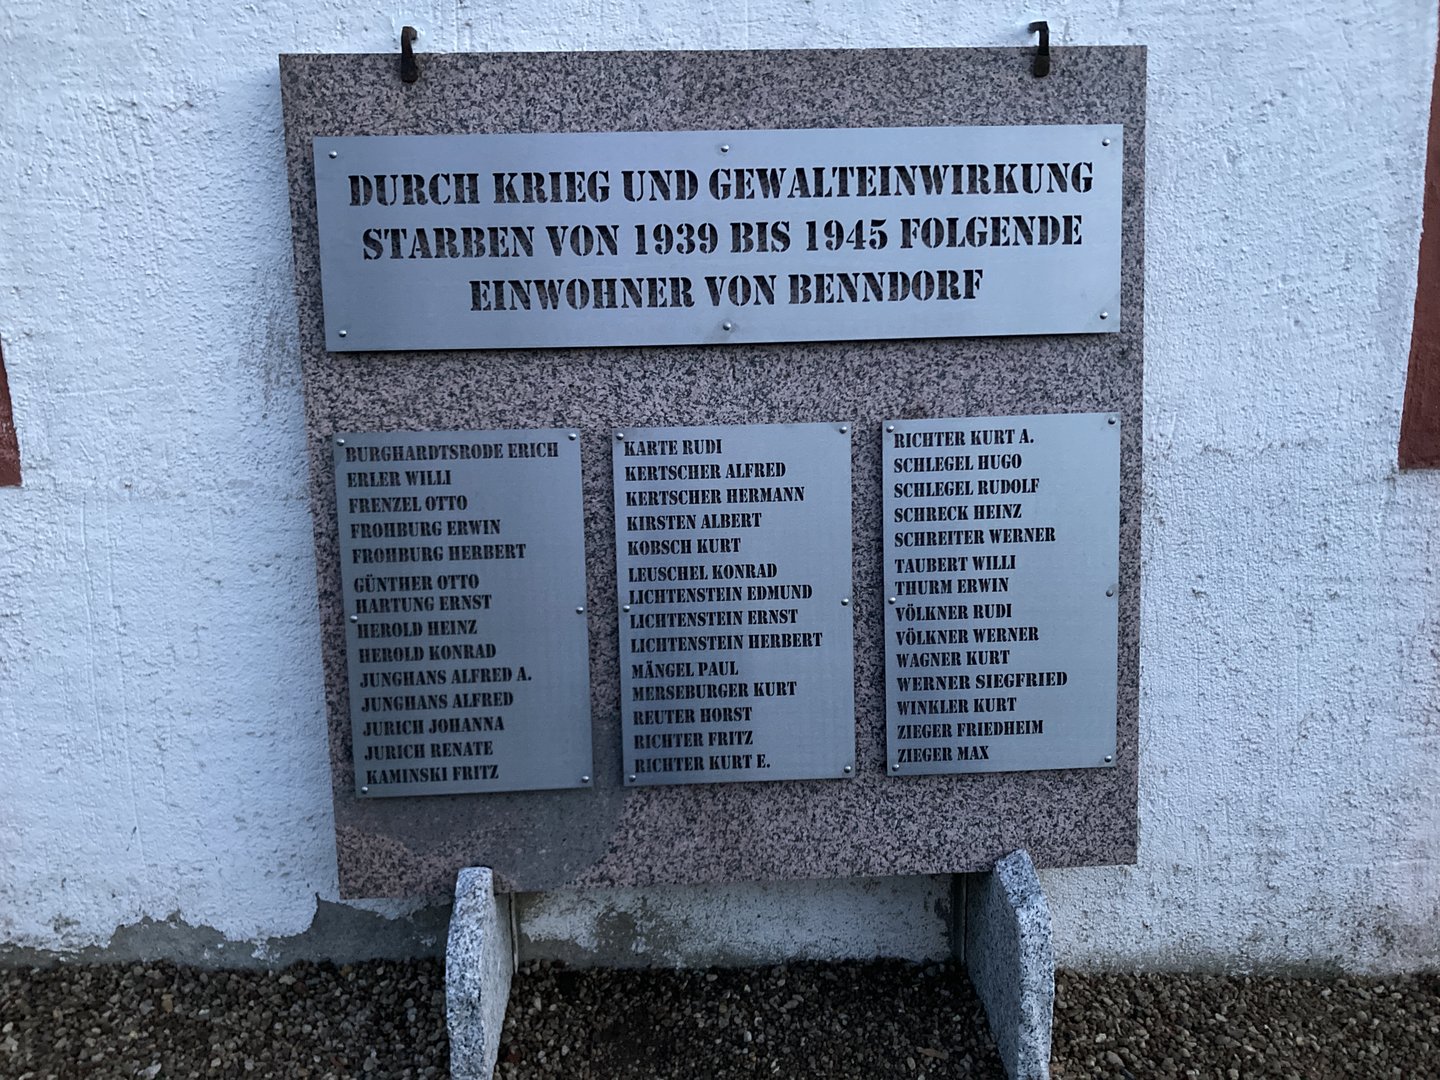 DURCH KRIEG UND GEWALTEINWIRKUNG
STARBEN VON 1939 BIS 1945 FOLGENDE
EINWOHNER VON BENNDORF
BURGHARDTSRODE ERICH
ERLER WILLI
FRENZEL OTTO
FROHBURG ERWIN
FROHBURG HERBERT
GÜNTHER OTTO
HARTUNG ERNST
HEROLD HEINZ
HEROLD KONRAD
JUNGHANS ALFRED A.
JUNGHANS ALFRED
JURICH JOHANNA
JURICH RENATE
KAMINSKI FRITZ
KARTE RUDI
KERTSCHER ALFRED
KERTSCHER HERMANN
KIRSTEN ALBERT
KOBSCH KURT
LEUSCHEL KONRAD
LICHTENSTEIN EDMUND
LICHTENSTEIN ERNST
LICHTENSTEIN HERBERT
MÄNGEL PAUL
MERSEBURGER KURT
REUTER HORST
RICHTER FRITZ
RICHTER KURT E.
RICHTER KURT A.
SCHLEGEL HUGO
SCHLEGEL RUDOLF
SCHRECK HEINZ
SCHREITER WERNER
TAUBERT WILLI
THURM ERWIN
VÖLKNER RUDI
VÖLKNER WERNER
WAGNER KURT
WERNER SIEGFRIED
WINKLER KURT
ZIEGER FRIEDHEIM
ZIEGER MAX